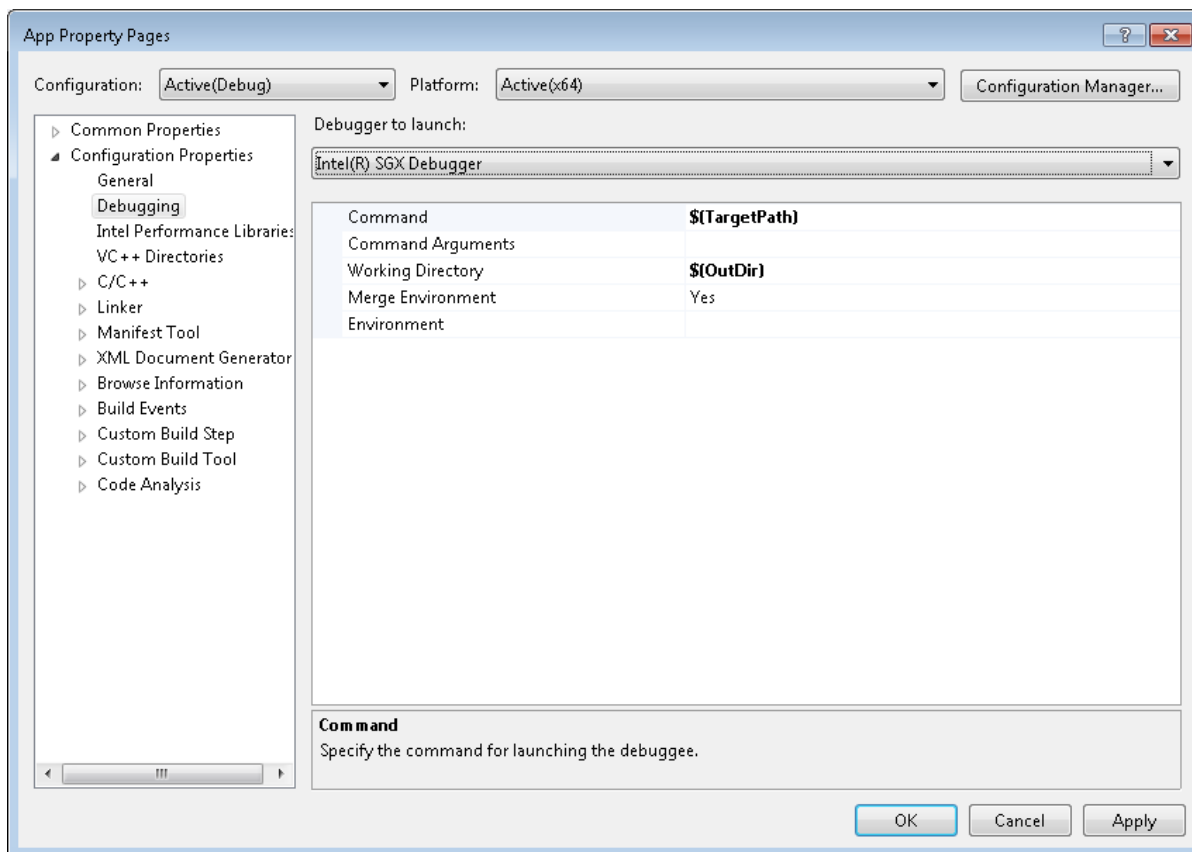 App Property Pages
Configuration: Active(Debug) Platform: Active(x64) Configuration Manager...
Common Properties
Configuration Properties
General
Debugging
Intel Performance Libraries
VC++ Directories
C/C++
Linker
Manifest Tool
XML Document Generator
Browse Information
Build Events
Custom Build Step
Custom Build Tool
Code Analysis
Debugger to launch:
Intel(R) SGX Debugger
Command $(TargetPath)
Command Arguments
Working Directory $(OutDir)
Merge Environment Yes
Environment
Command
Specify the command for launching the debuggee.
OK Cancel Apply